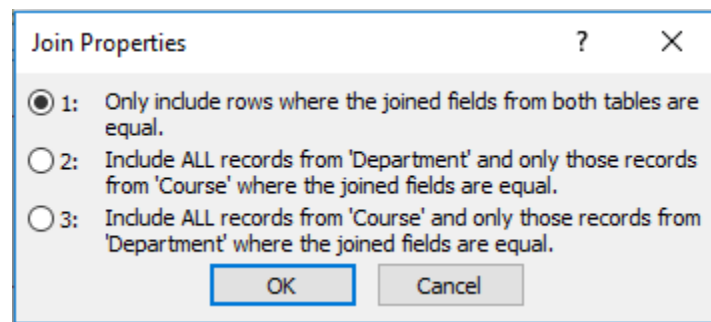 Join Properties ?
1: Only include rows where the joined fields from both tables are
equal.
2: Include ALL records from 'Department' and only those records
from 'Course' where the joined fields are equal.
3: Include ALL records from 'Course' and only those records from
'Department' where the joined fields are equal.
OK Cancel